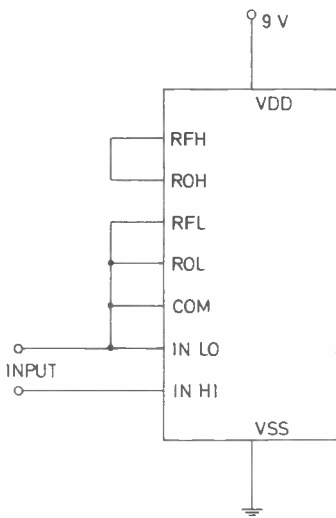 9 V
VDD
RFH
ROH
RFL
ROL
COM
IN LO
INPUT
IN HI
VSS